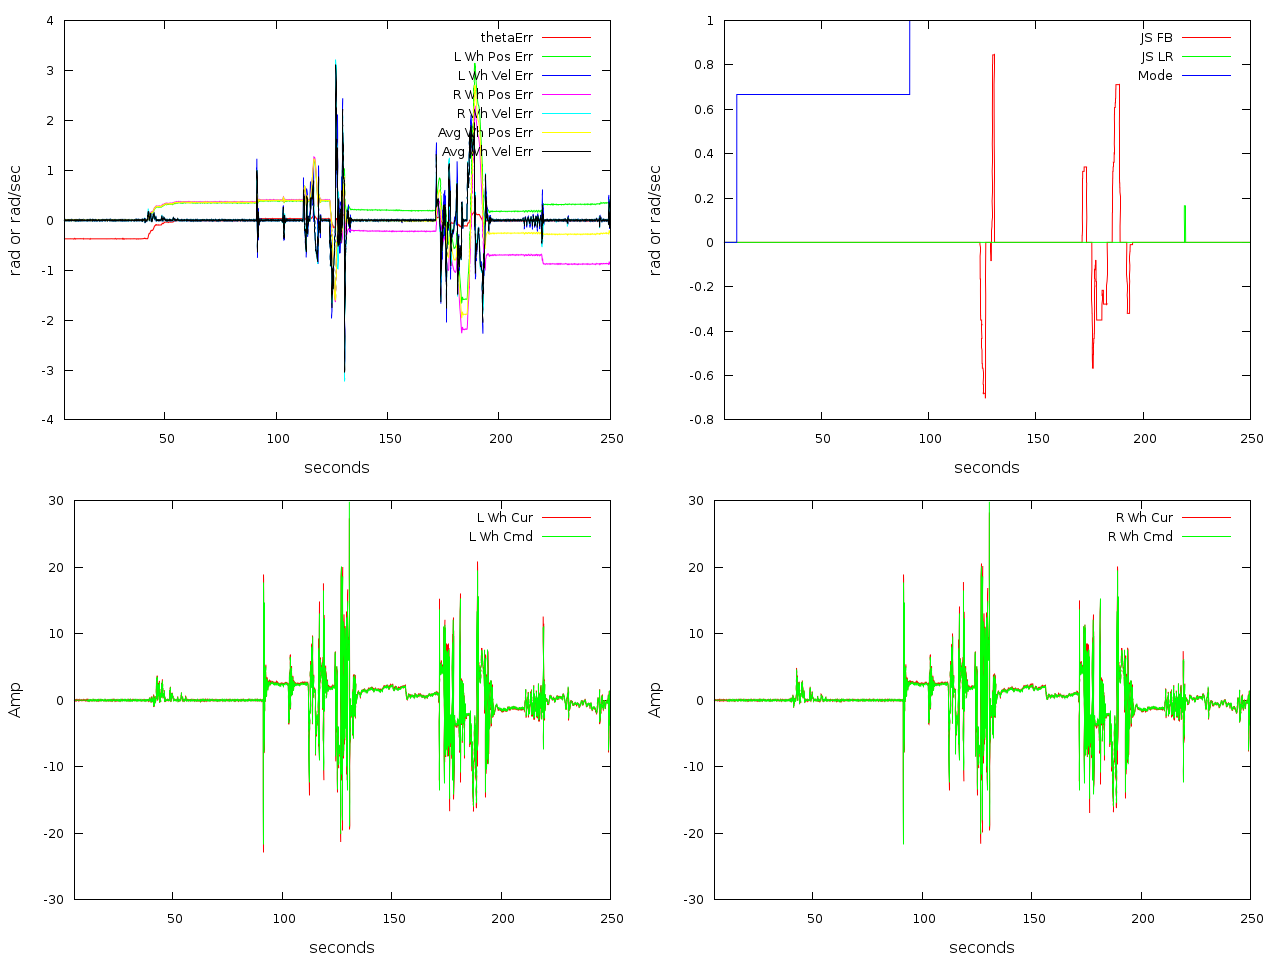 4
3
2
1
0
-1
-2
-3
-4
rad or rad/sec
thetaErr
L Wh Pos Err
L Wh Vel Err
R Wh Pos Err
R Wh Vel Err
Avg Wh Pos Err
Avg Wh Vel Err
50 100 150 200 250
seconds
1
0.8
0.6
0.4
0.2
0
-0.2
-0.4
-0.6
-0.8
rad or rad/sec
JS FB
JS LR
Mode
50 100 150 200 250
seconds
30
20
10
0
-10
-20
-30
Amp
L Wh Cur
L Wh Cmd
50 100 150 200 250
seconds
30
20
10
0
-10
-20
-30
Amp
R Wh Cur
R Wh Cmd
50 100 150 200 250
seconds